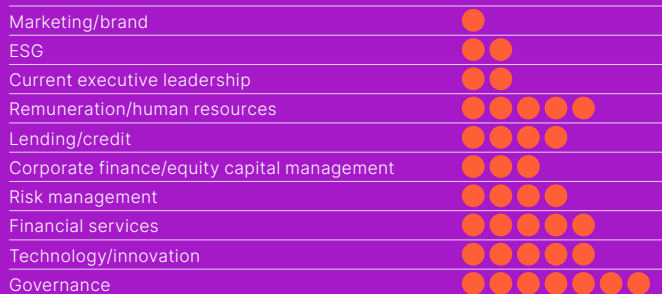 Marketing/brand
ESG
Current executive leadership
Remuneration/human resources
Lending/credit
Corporate finance/equity capital management
Risk management
Financial services
Technology/innovation
Governance